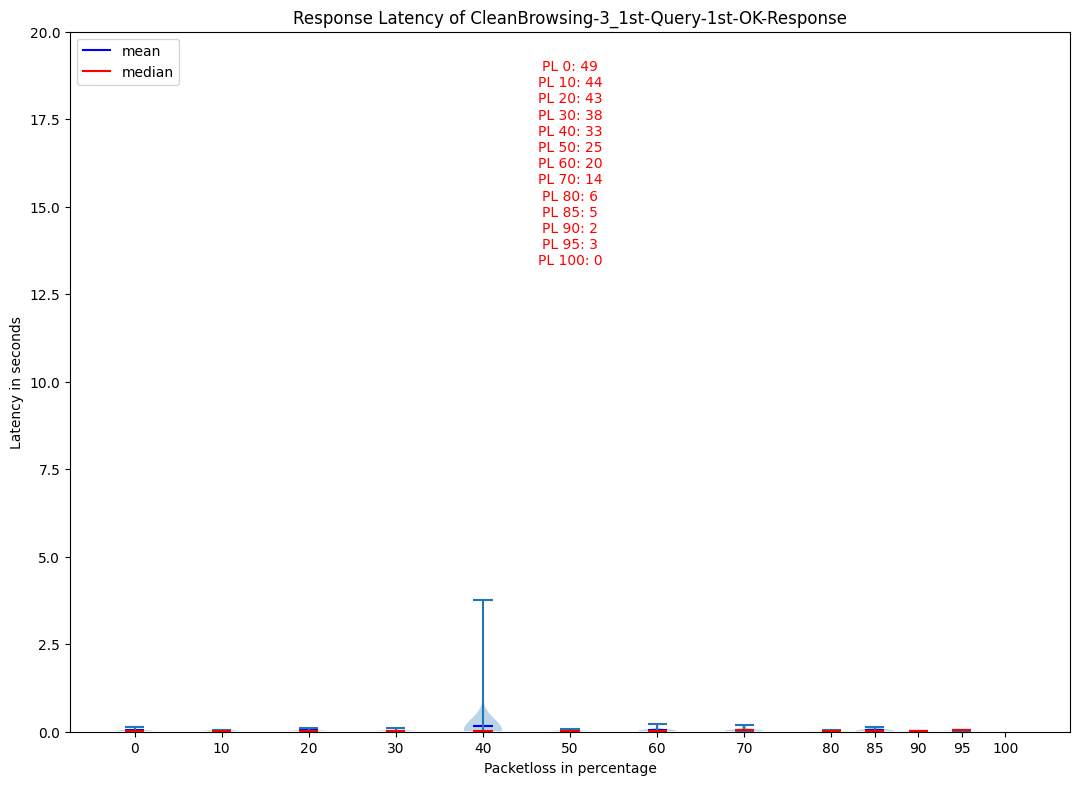 Response Latency of CleanBrowsing-3_1st-Query-1st-OK-Response
mean
median
PL 0: 49
PL 10: 44
PL 20: 43
PL 30: 38
PL 40: 33
PL 50: 25
PL 60: 20
PL 70: 14
PL 80: 6
PL 85: 5
PL 90: 2
PL 95: 3
PL 100: 0
Latency in seconds
20.0
17.5
15.0
12.5
10.0
7.5
5.0
2.5
0.0
0 10 20 30 40 50 60 70 80 85 90 95 100
Packetloss in percentage